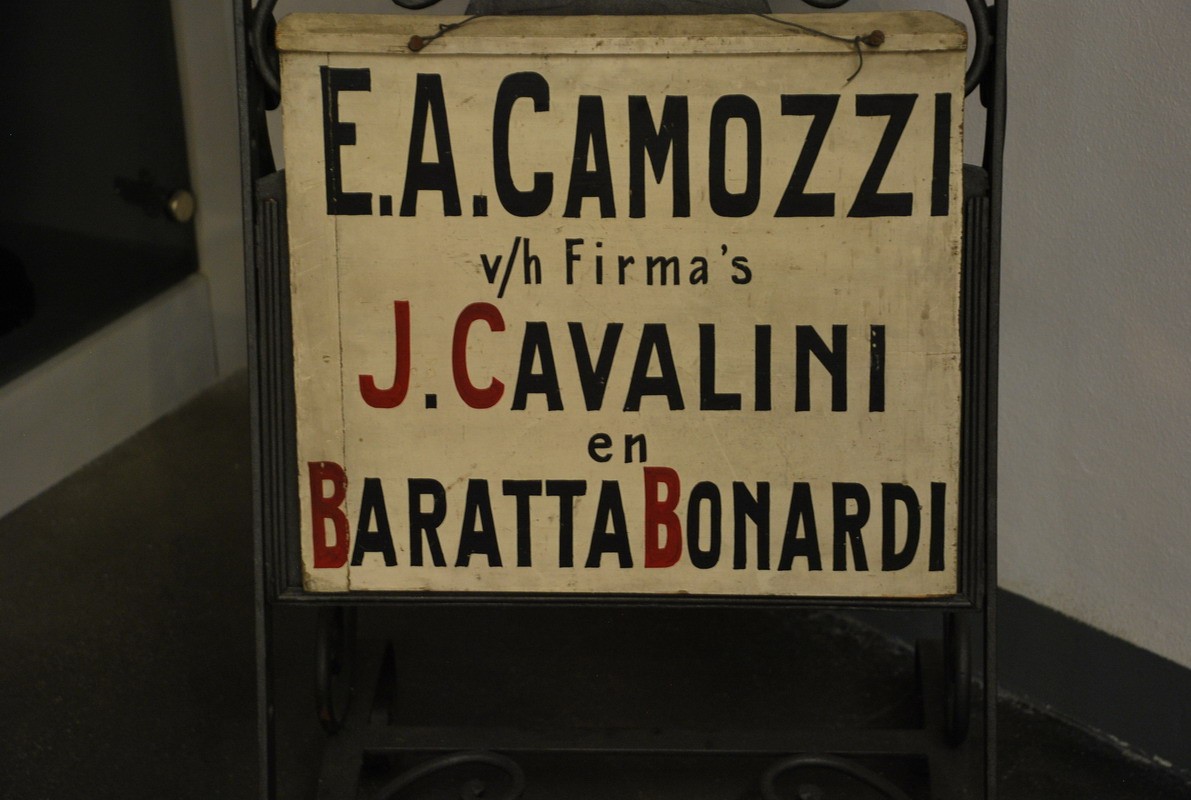 E.A. CAMOZZI
v/h Firma's
J. CAVALINI
en
BARATTA BONARDI